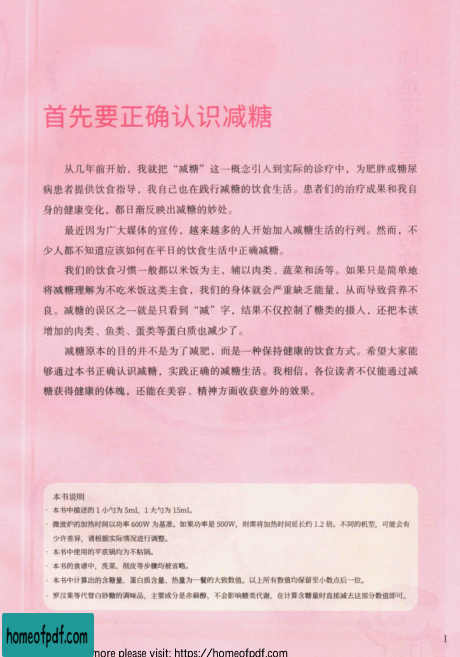 首先要正确认识减糖
从几年前开始，我就把“减糖”这一概念引入到实际的诊疗中，为肥胖或糖尿
病患者提供饮食指导，我自己也在践行减糖的饮食生活。患者们的治疗成果和我自
身的健康变化，都日渐反映出减糖的妙处。
最近因为广大媒体的宣传，越来越多的人开始加入减糖生活的行列。然而，不
少人都不知道应该如何在平日的饮食生活中正确减糖。
我们的饮食习惯一般都以米饭为主，辅以肉类、蔬菜和汤等。如果只是简单地
将减糖理解为不吃米饭这类主食，我们的身体就会严重缺乏能量，从而导致营养不
良。减糖的误区之一就是只看到“减”字，结果不仅控制了糖类的摄入，还把本该
增加的肉类、鱼类、蛋类等蛋白质也减少了。
减糖原本的目的并不是为了减肥，而是一种保持健康的饮食方式。希望大家能
够通过本书正确认识减糖，实践正确的减糖生活。我相信，各位读者不仅能通过减
糖获得健康的体魄，还能在美容、精神方面收获意外的效果。
本书说明
· 本书中描述的 1 小勺为 5ml，1 大勺为 15ml。
· 微波炉的加热时间以功率 600W 为基准。如果功率是 500W，则需将加热时间延长约 1.2 倍。不同的机型，可能会有
少许差异，请根据实际情况进行调整。
· 本书中使用的平底锅均为不粘锅。
· 本书的食谱中，洗菜、削皮等步骤均被省略。
· 本书中计算出的含糖量、蛋白质含量、热量为一餐的大致数值。以上所有数值均保留至小数点后一位。
· 罗汉果等代替白砂糖的调味品，主要成分是赤藓醇，不会影响糖类代谢，在计算含糖量时直接减去这部分数值即可。
1
homeofpdf.com
more please visit: https://homeofpdf.com